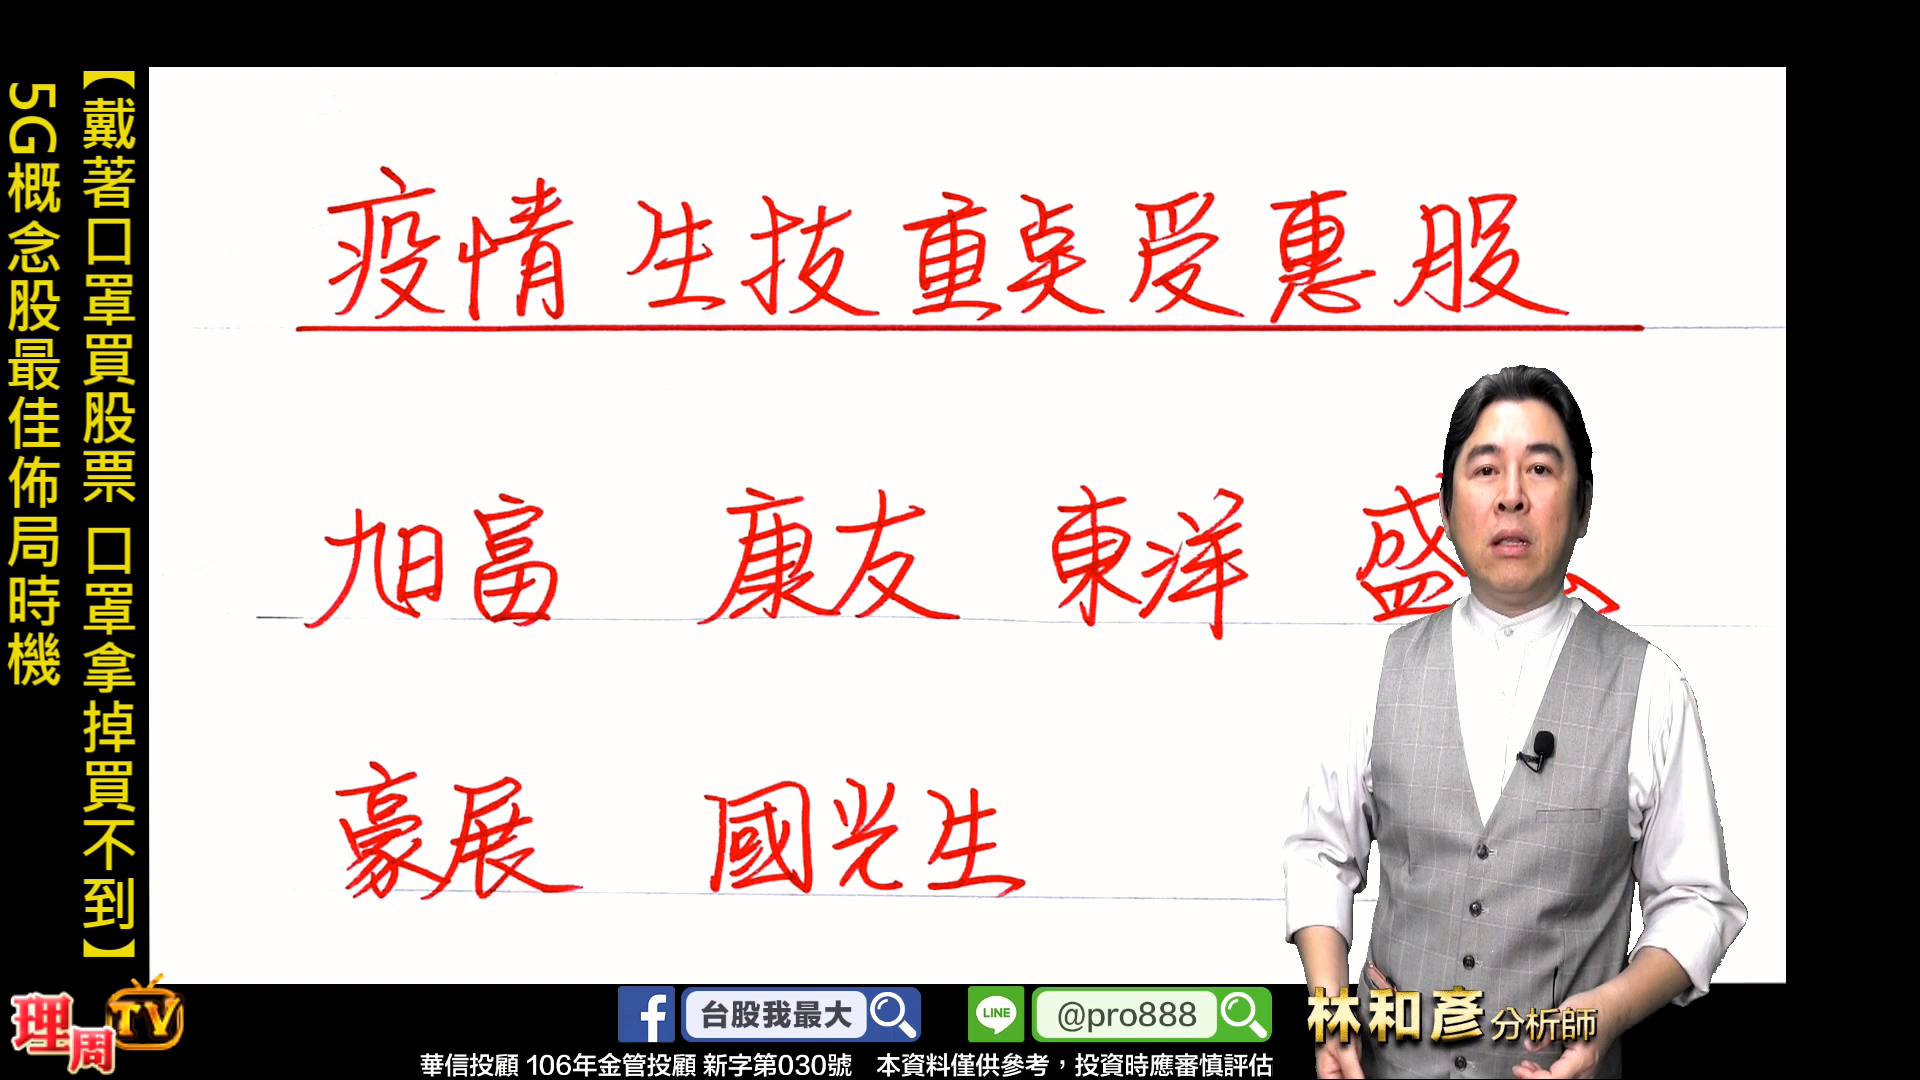 【戴著口罩買股票 口罩拿掉買不到】
5G概念股最佳佈局時機
疫情生技重点受惠股
旭富 康友 東洋 盛
豪展 國光生
理周TV
台股我最大
LINE
@pro888
林和彥分析師
華信投顧 106年金管投顧 新字第030號 本資料僅供參考，投資時應審慎評估